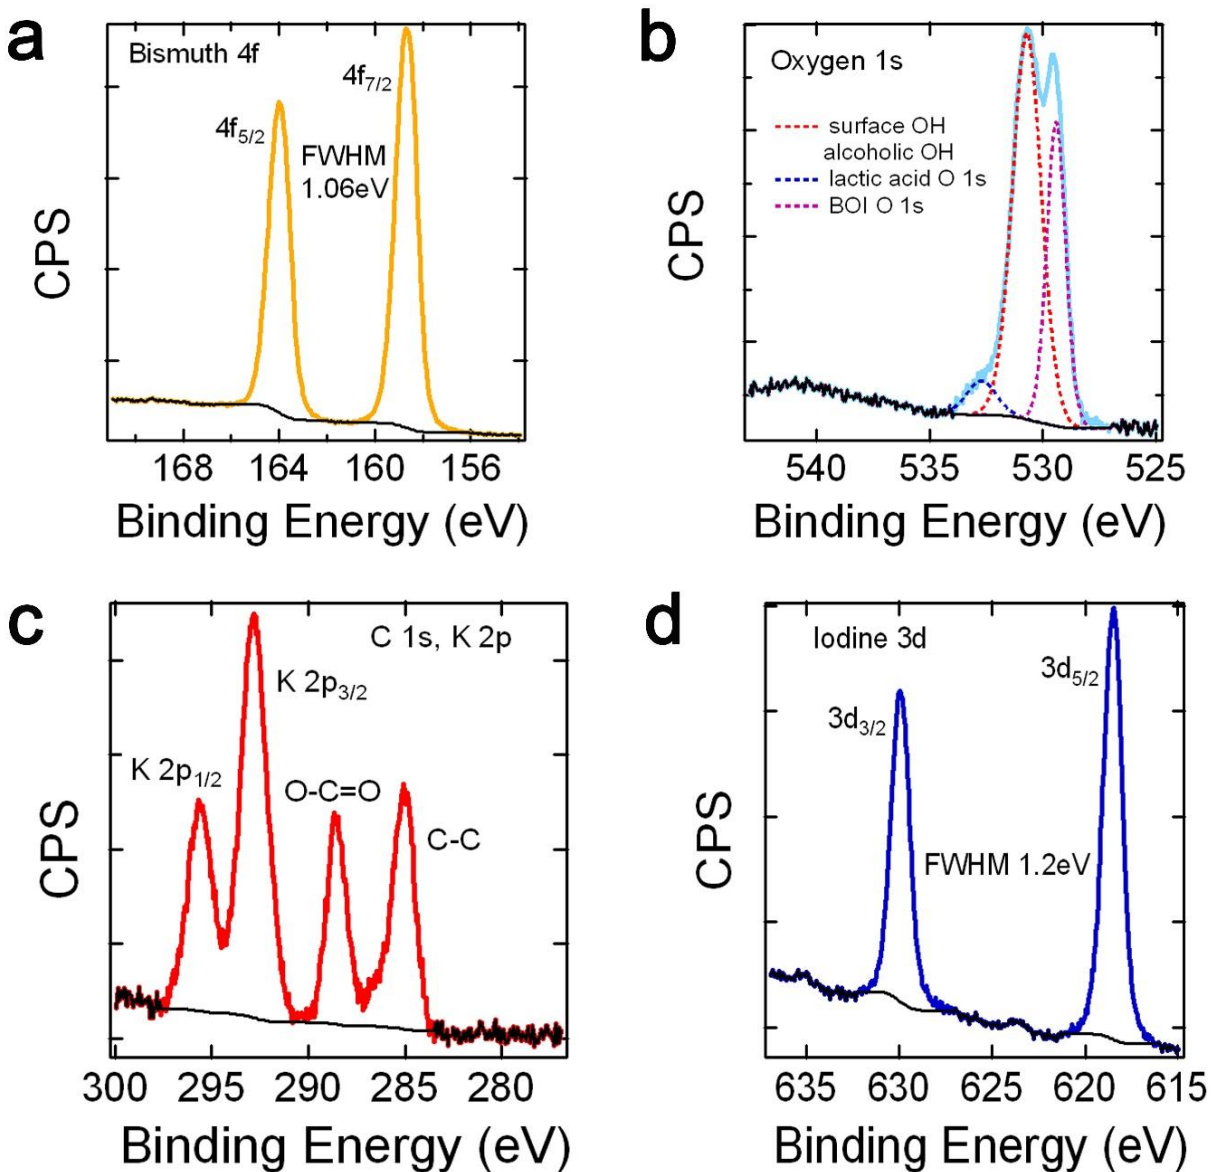 a
Bismuth 4f
4f7/2
4f5/2
FWHM
1.06eV
CPS
168 164 160 156
Binding Energy (eV)
b
Oxygen 1s
surface OH
alcoholic OH
lactic acid O 1s
BOI O 1s
CPS
540 535 530 525
Binding Energy (eV)
c
C 1s, K 2p
K 2p3/2
K 2p1/2
O-C=O
C-C
CPS
300 295 290 285 280
Binding Energy (eV)
d
Iodine 3d
3d5/2
3d3/2
FWHM 1.2eV
CPS
635 630 625 620 615
Binding Energy (eV)